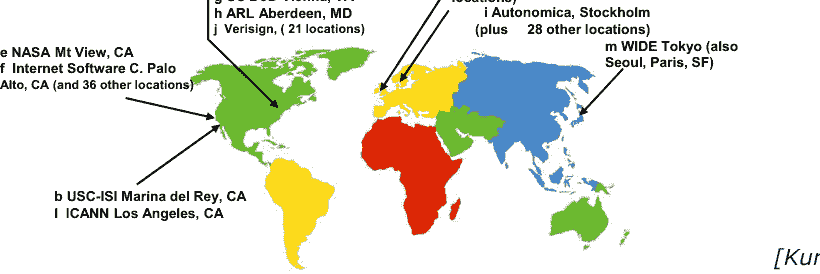 h ARL Aberdeen, MD
j Verisign, ( 21 locations)
locations)
i Autonomica, Stockholm
(plus 28 other locations)
m WIDE Tokyo (also
Seoul, Paris, SF)
e NASA Mt View, CA
f Internet Software C. Palo
Alto, CA (and 36 other locations)
b USC-ISI Marina del Rey, CA
l ICANN Los Angeles, CA
[Kur